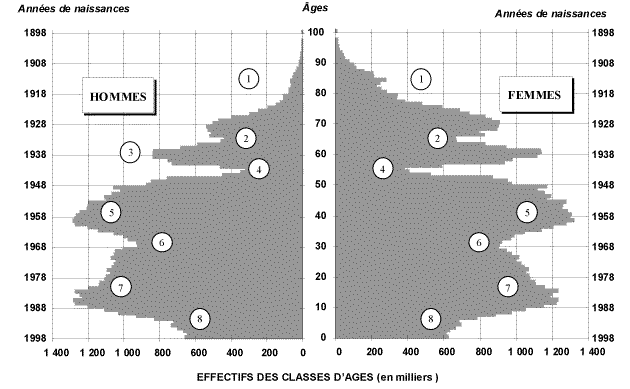 Années de naissances Âges Années de naissances
1898 100 1898
1908 90 1908
1 1
1918 80 1918
HOMMES FEMMES
1928 70 1928
2 2
3
1938 60 1938
4 4
1948 50 1948
5 5
1958 40 1958
6 6
1968 30 1968
1978 20 1978
7 7
1988 10 1988
8 8
1998 0 1998
1 400 1 200 1 000 800 600 400 200 0 0 200 400 600 800 1 000 1 200 1 400
EFFECTIFS DES CLASSES D'AGES (en milliers )